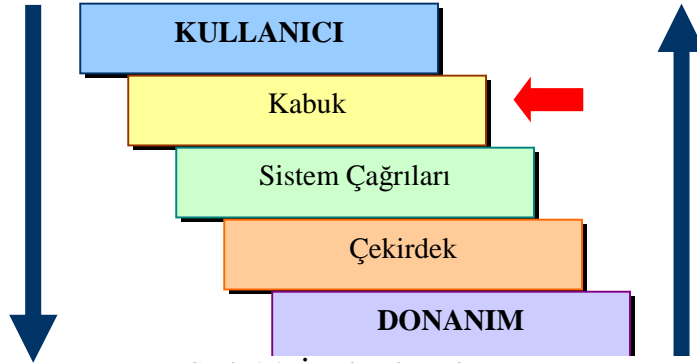 KULLANICI
Kabuk
Sistem Çağrıları
Çekirdek
DONANIM